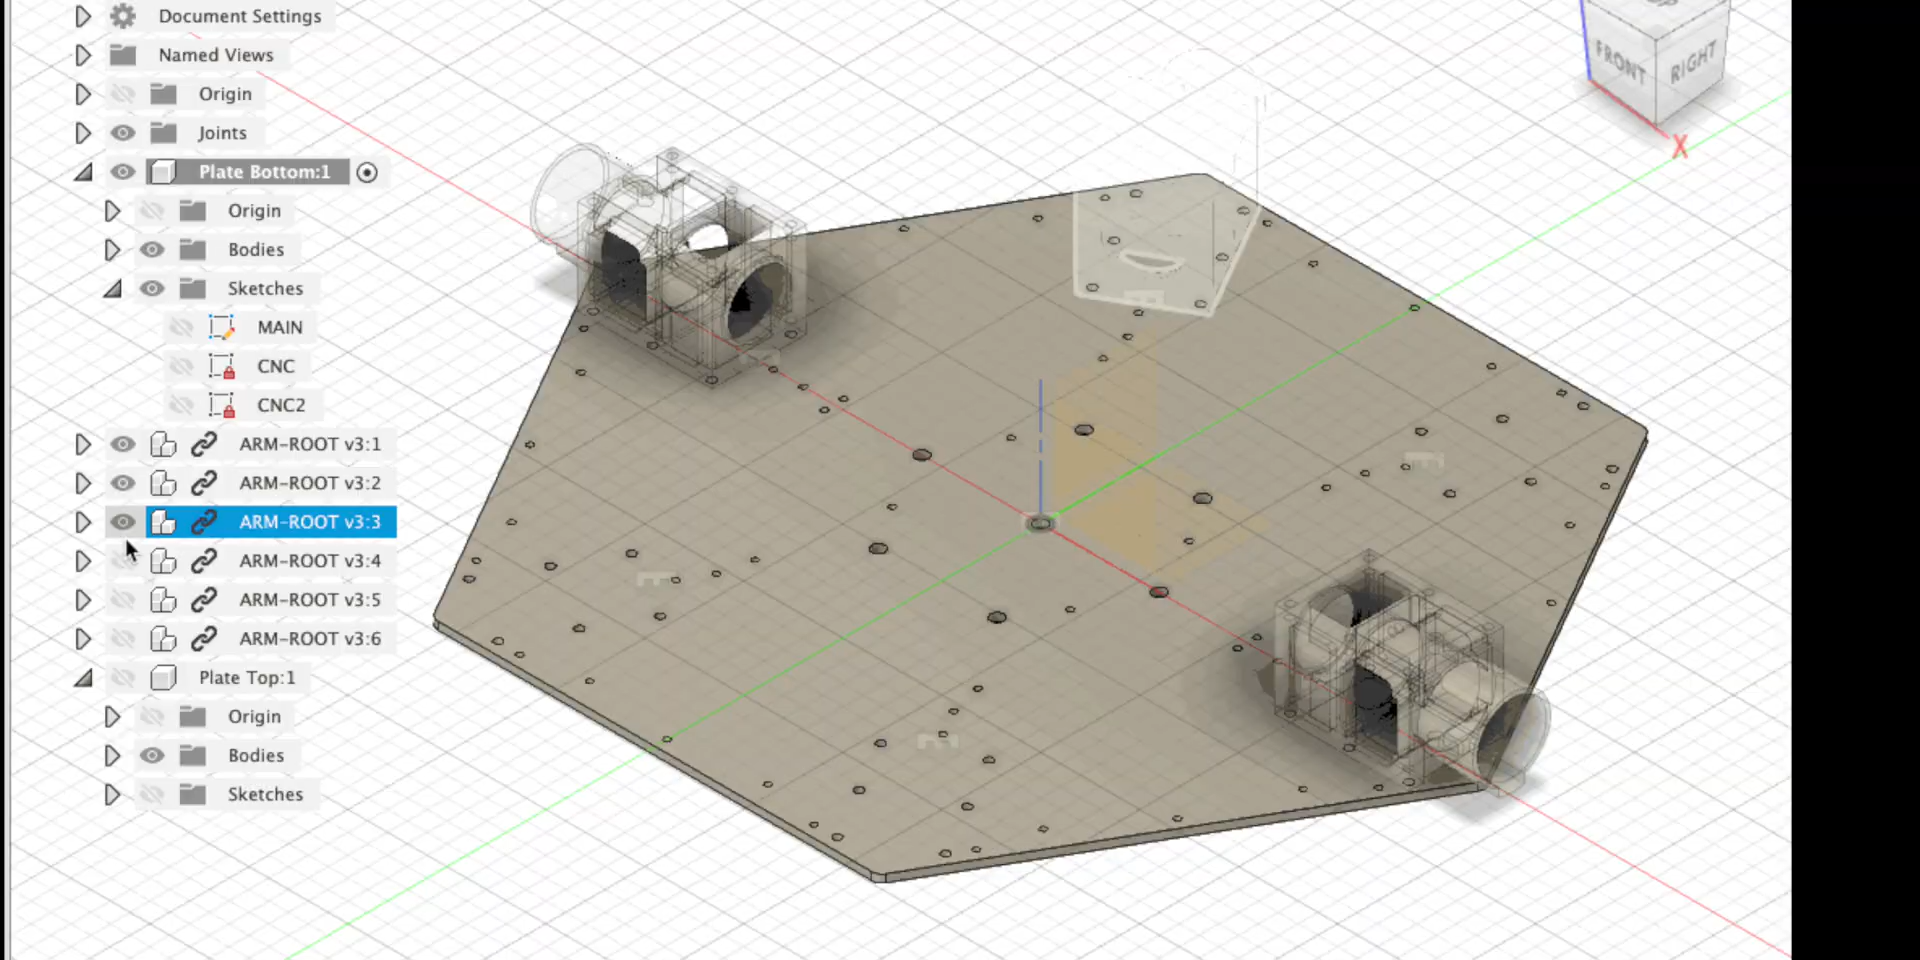 Document Settings
Named Views
Origin
Joints
Plate Bottom:1
Origin
Bodies
Sketches
MAIN
CNC
CNC2
ARM-ROOT v3:1
ARM-ROOT v3:2
ARM-ROOT v3:3
ARM-ROOT v3:4
ARM-ROOT v3:5
ARM-ROOT v3:6
Plate Top:1
Origin
Bodies
Sketches
FRONT
RIGHT
X